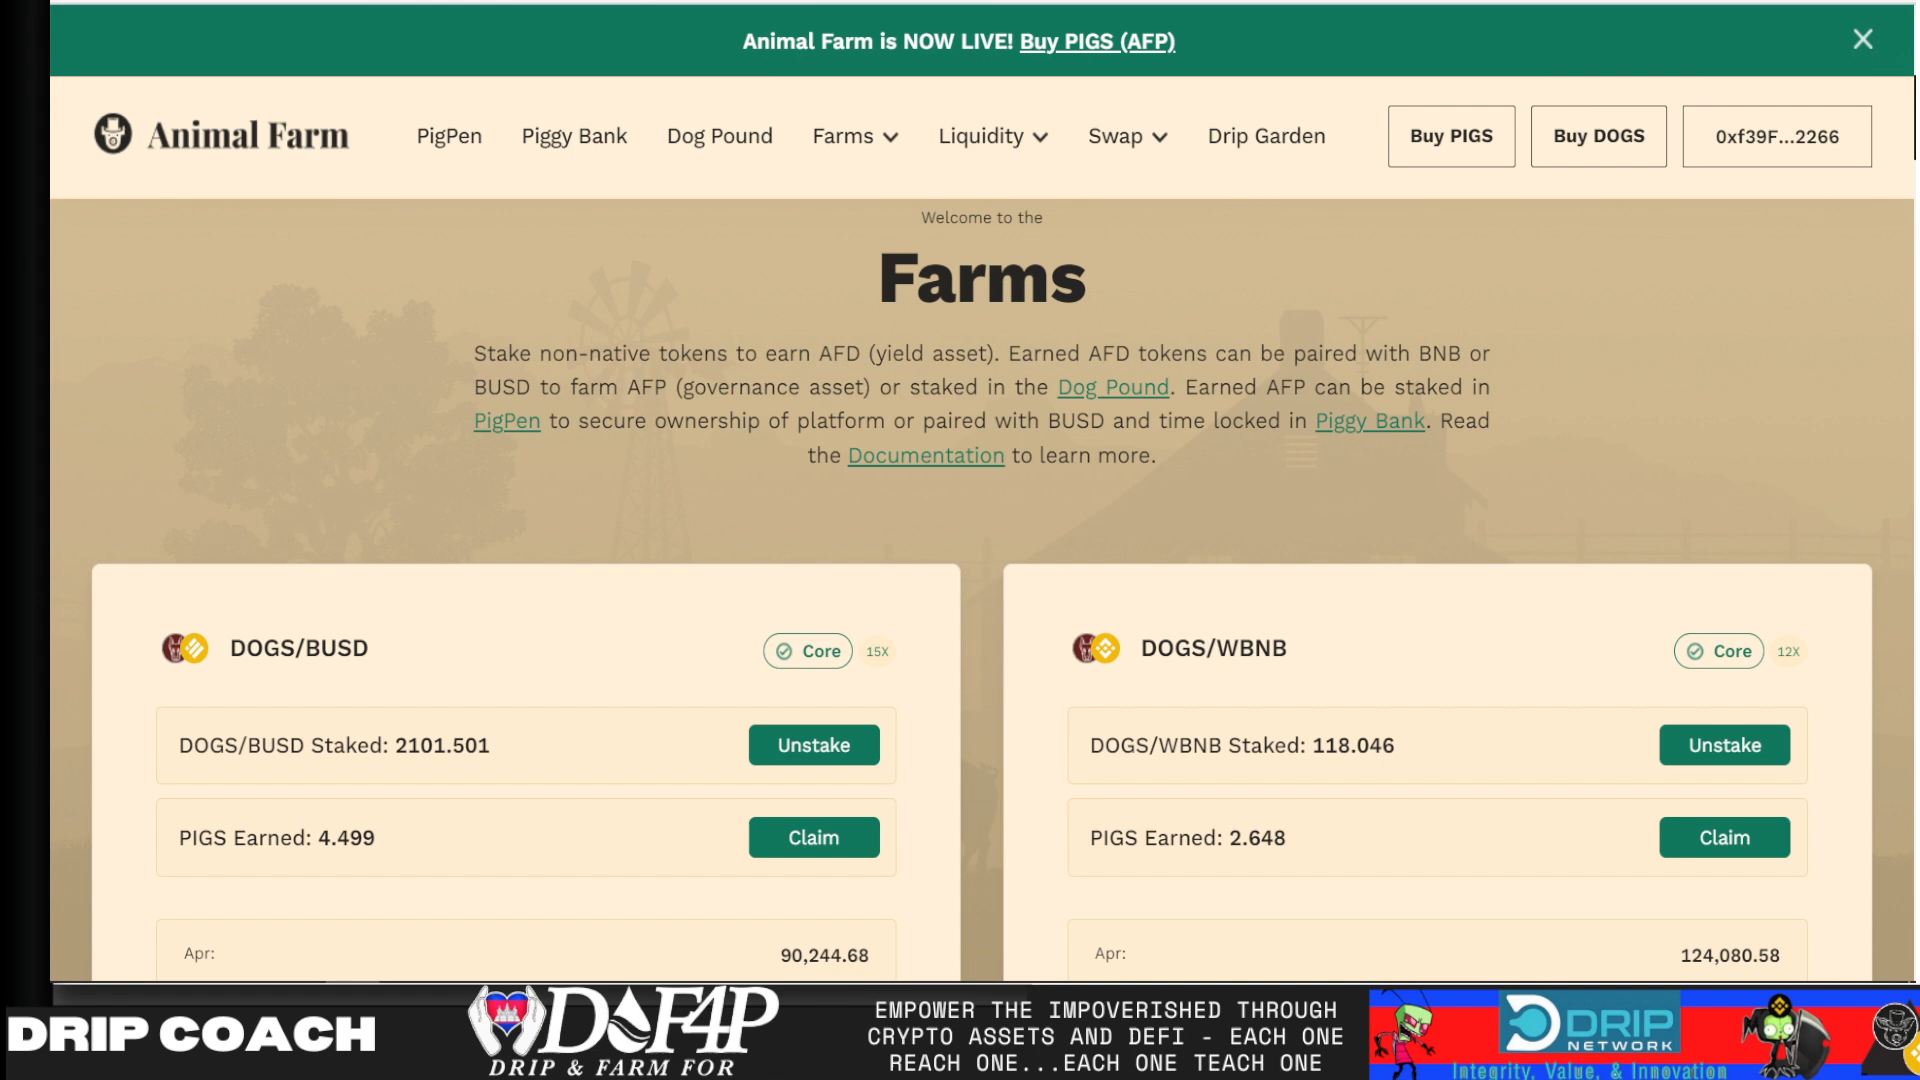 Animal Farm is NOW LIVE! Buy PIGS (AFP)
Animal Farm PigPen Piggy Bank Dog Pound Farms Liquidity Swap Drip Garden Buy PIGS Buy DOGS 0xf39F...2266
Welcome to the
Farms
Stake non-native tokens to earn AFD (yield asset). Earned AFD tokens can be paired with BNB or
BUSD to farm AFP (governance asset) or staked in the Dog Pound. Earned AFP can be staked in
PigPen to secure ownership of platform or paired with BUSD and time locked in Piggy Bank. Read
the Documentation to learn more.
DOGS/BUSD Core 15X
DOGS/BUSD Staked: 2101.501 Unstake
PIGS Earned: 4.499 Claim
Apr: 90,244.68
DOGS/WBNB Core 12X
DOGS/WBNB Staked: 118.046 Unstake
PIGS Earned: 2.648 Claim
Apr: 124,080.58
DRIP COACH
D&F4P
DRIP & FARM FOR
EMPOWER THE IMPOVERISHED THROUGH
CRYPTO ASSETS AND DEFI - EACH ONE
REACH ONE...EACH ONE TEACH ONE
DRIP
NETWORK
Integrity, Value, & Innovation